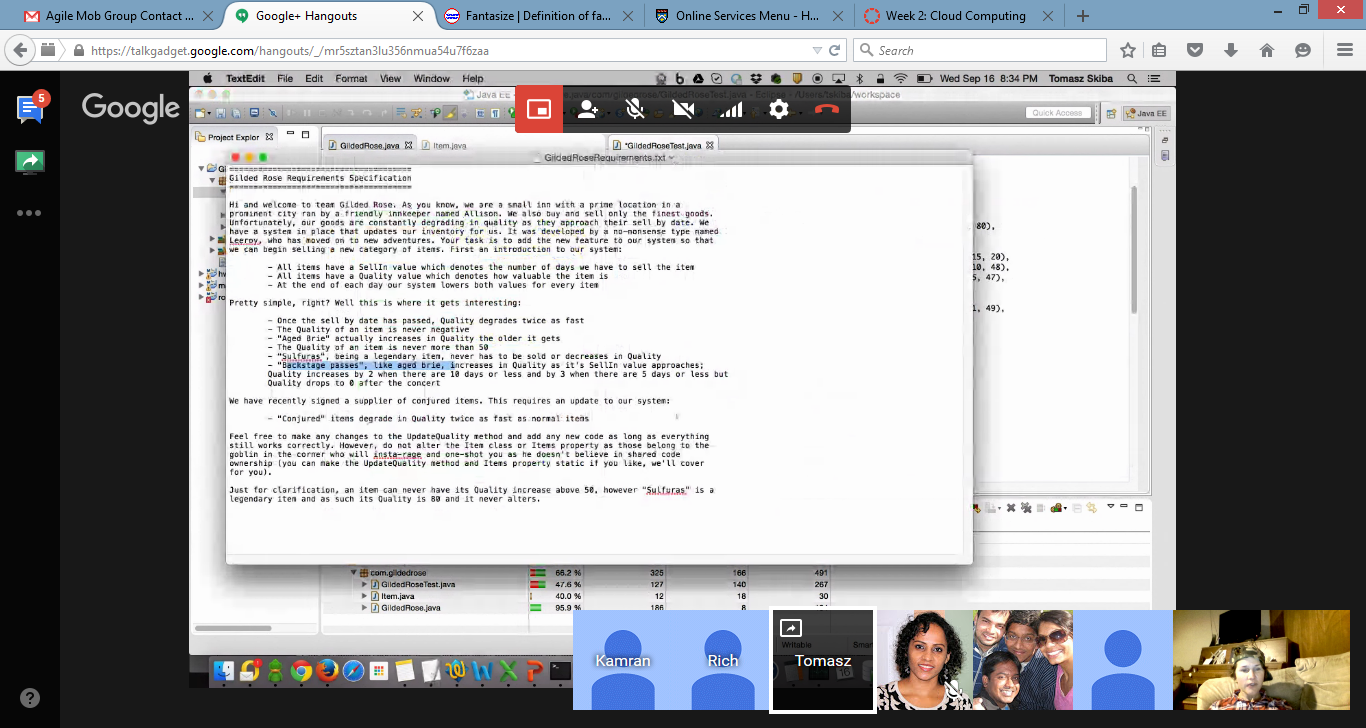 Agile Mob Group Contact ...
Google+ Hangouts
Fantasize | Definition of fa...
Online Services Menu - H...
Week 2: Cloud Computing
https://talkgadget.google.com/hangouts/_/mr5sztan3lu356nmua54u7f6zaa
Search
5
Google
TextEdit File Edit Format View Window Help
Wed Sep 16 8:34 PM Tomasz Skiba
Quick Access
Java EE
Project Explor
GildedRose.java
Item.java
*GildedRoseTest.java
GildedRoseRequirements.txt
======================================
Gilded Rose Requirements Specification
======================================
Hi and welcome to team Gilded Rose. As you know, we are a small inn with a prime location in a
prominent city ran by a friendly innkeeper named Allison. We also buy and sell only the finest goods.
Unfortunately, our goods are constantly degrading in quality as they approach their sell by date. We
have a system in place that updates our inventory for us. It was developed by a no-nonsense type named
Leeroy, who has moved on to new adventures. Your task is to add the new feature to our system so that
we can begin selling a new category of items. First an introduction to our system:
- All items have a SellIn value which denotes the number of days we have to sell the item
- All items have a Quality value which denotes how valuable the item is
- At the end of each day our system lowers both values for every item
Pretty simple, right? Well this is where it gets interesting:
- Once the sell by date has passed, Quality degrades twice as fast
- The Quality of an item is never negative
- "Aged Brie" actually increases in Quality the older it gets
- The Quality of an item is never more than 50
- "Sulfuras", being a legendary item, never has to be sold or decreases in Quality
- "Backstage passes", like aged brie, increases in Quality as it's SellIn value approaches;
Quality increases by 2 when there are 10 days or less and by 3 when there are 5 days or less but
Quality drops to 0 after the concert
We have recently signed a supplier of conjured items. This requires an update to our system:
- "Conjured" items degrade in Quality twice as fast as normal items
Feel free to make any changes to the UpdateQuality method and add any new code as long as everything
still works correctly. However, do not alter the Item class or Items property as those belong to the
goblin in the corner who will insta-rage and one-shot you as he doesn't believe in shared code
ownership (you can make the UpdateQuality method and Items property static if you like, we'll cover
for you).
Just for clarification, an item can never have its Quality increase above 50, however "Sulfuras" is a
legendary item and as such its Quality is 80 and it never alters.
80),
15, 20),
10, 48),
5, 47),
1, 49),
com.gildedrose 66.2 % 325 166 491
GildedRoseTest.java 47.6 % 127 140 267
Item.java 40.0 % 12 18 30
GildedRose.java 95.9 % 186 8
Kamran
Rich
Writable
Tomasz